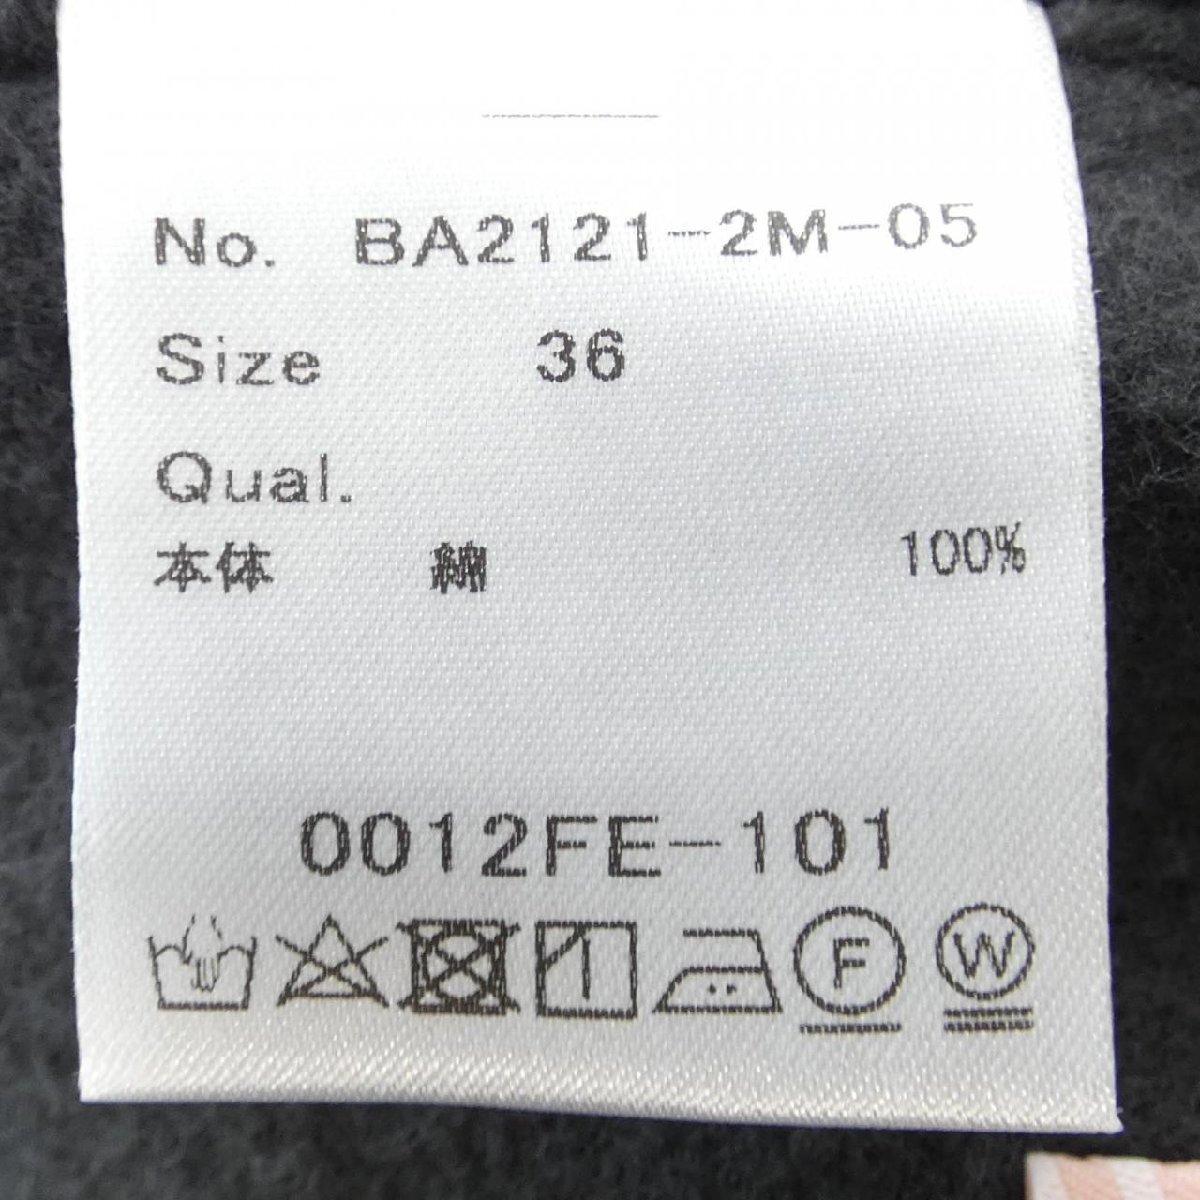 No. BA2121-2M-05
Size 36
Qual.
本体 綿 100%
0012FE-101
F W